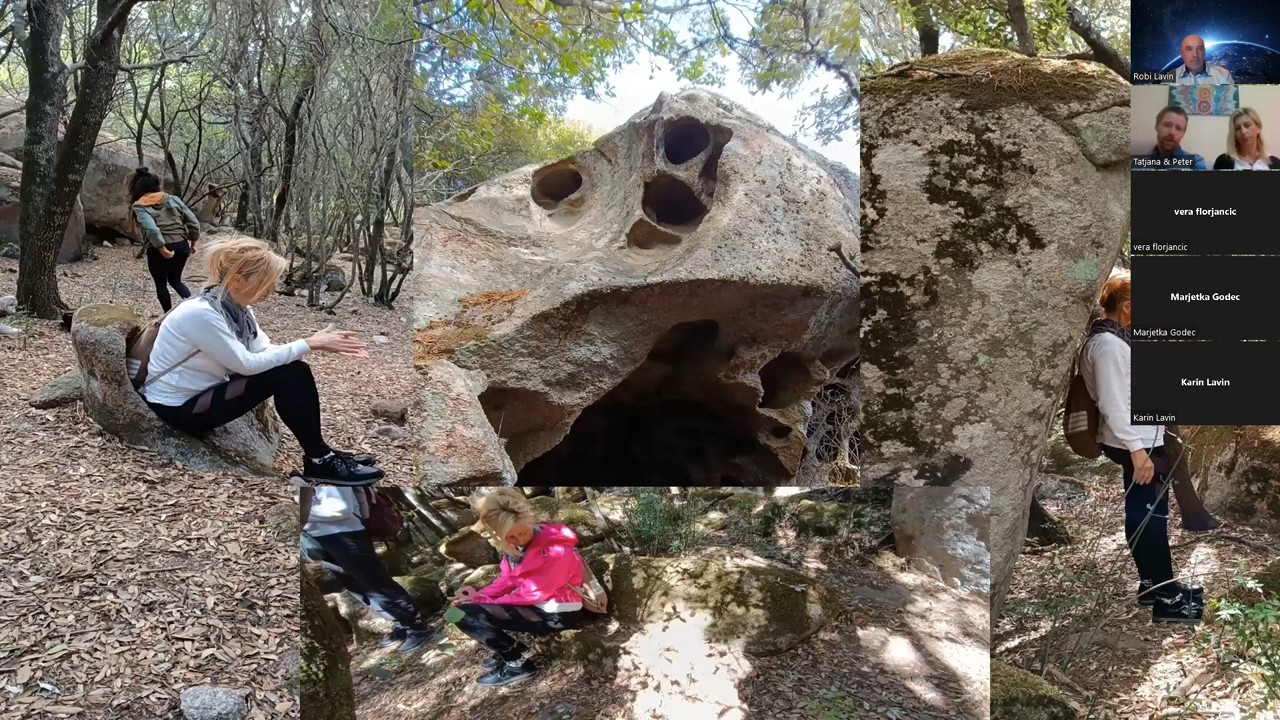 Robi Lavin
Tatjana & Peter
vera florjancic
vera florjancic
Marjetka Godec
Marjetka Godec
Karin Lavin
Karin Lavin